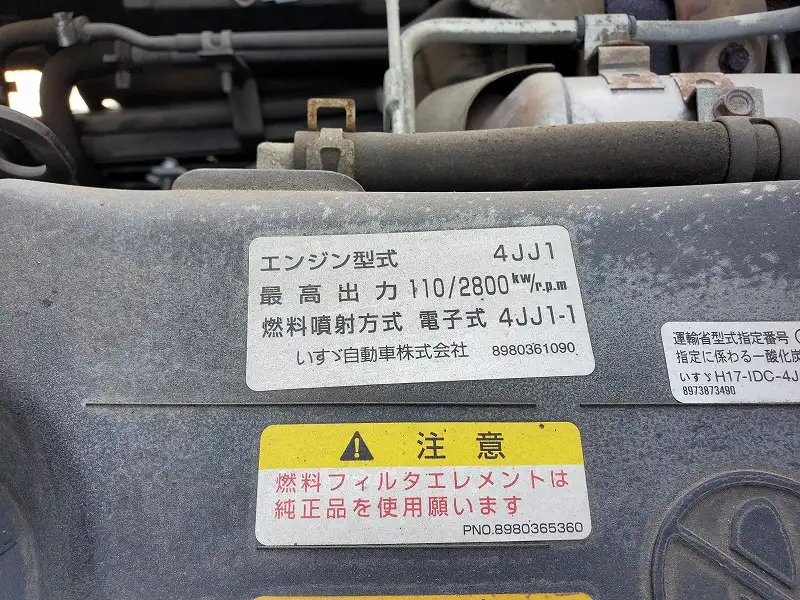 エンジン型式 4JJ1
最高出力 110/2800 kw/r.p.m
燃料噴射方式 電子式 4JJ1-1
いすゞ自動車株式会社 8980361090
運輸省型式指定番号
指定に係わる一酸化炭
いすゞH17-IDC-4J
8973873490
注意
燃料フィルタエレメントは
純正品を使用願います
PNO.8980365360